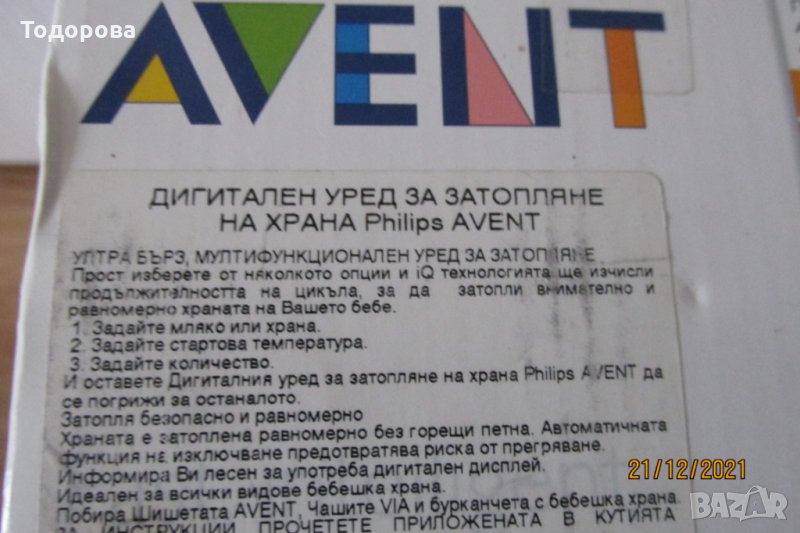 Тодорова
AVENT
ДИГИТАЛЕН УРЕД ЗА ЗАТОПЛЯНЕ
НА ХРАНА Philips AVENT
УЛТРА БЪРЗ, МУЛТИФУНКЦИОНАЛЕН УРЕД ЗА ЗАТОПЛЯНЕ
Прост изберете от няколкото опции и iQ технологията ще изчисли
продължителността на цикъла, за да затопли внимателно и
равномерно храната на Вашето бебе.
1. Задайте мляко или храна.
2. Задайте стартова температура.
3. Задайте количество.
И оставете Дигиталния уред за затопляне на храна Philips AVENT да
се погрижи за останалото.
Затопля безопасно и равномерно
Храната е затоплена равномерно без горещи петна. Автоматичната
функция на изключване предотвратява риска от прегряване.
Информира Ви лесен за употреба дигитален дисплей.
Идеален за всички видове бебешка храна.
Побира Шишетата AVENT, Чашите VIA и бурканчета с бебешка храна.
ЗА ИНСТРУКЦИИ ПРОЧЕТЕТЕ ПРИЛОЖЕНАТА В КУТИЯТА
21/12/2021
BAZAR